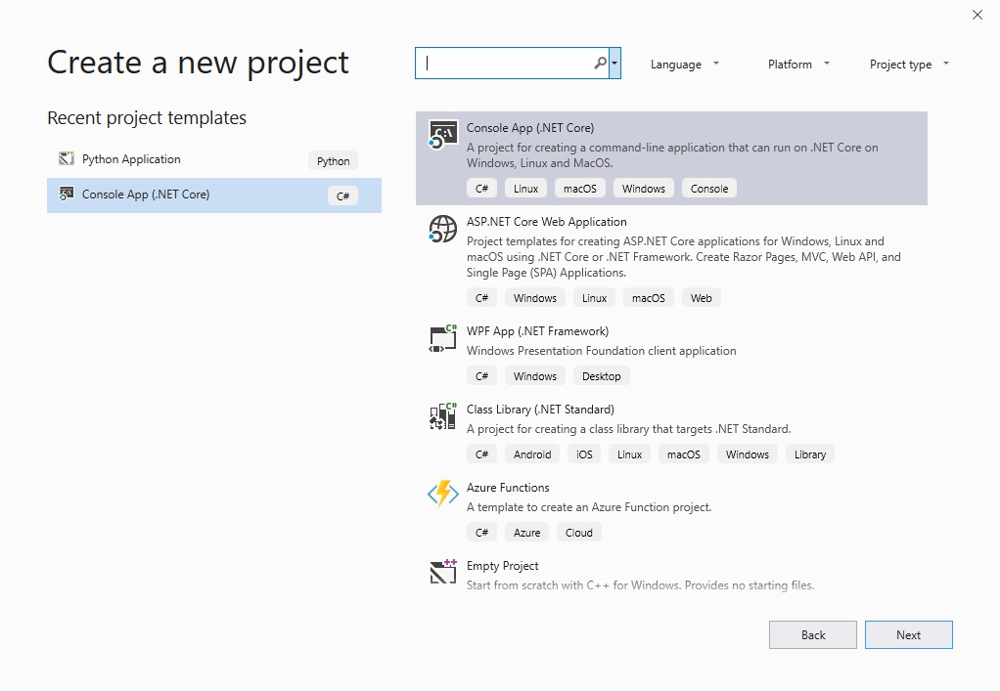 Create a new project
Language
Platform
Project type
Recent project templates
Python Application
Python
Console App (.NET Core)
C#
Console App (.NET Core)
A project for creating a command-line application that can run on .NET Core on
Windows, Linux and MacOS.
C# Linux macOS Windows Console
ASP.NET Core Web Application
Project templates for creating ASP.NET Core applications for Windows, Linux and
macOS using .NET Core or .NET Framework. Create Razor Pages, MVC, Web API, and
Single Page (SPA) Applications.
C# Windows Linux macOS Web
WPF App (.NET Framework)
Windows Presentation Foundation client application
C# Windows Desktop
Class Library (.NET Standard)
A project for creating a class library that targets .NET Standard.
C# Android iOS Linux macOS Windows Library
Azure Functions
A template to create an Azure Function project.
C# Azure Cloud
Empty Project
Start from scratch with C++ for Windows. Provides no starting files.
Back
Next